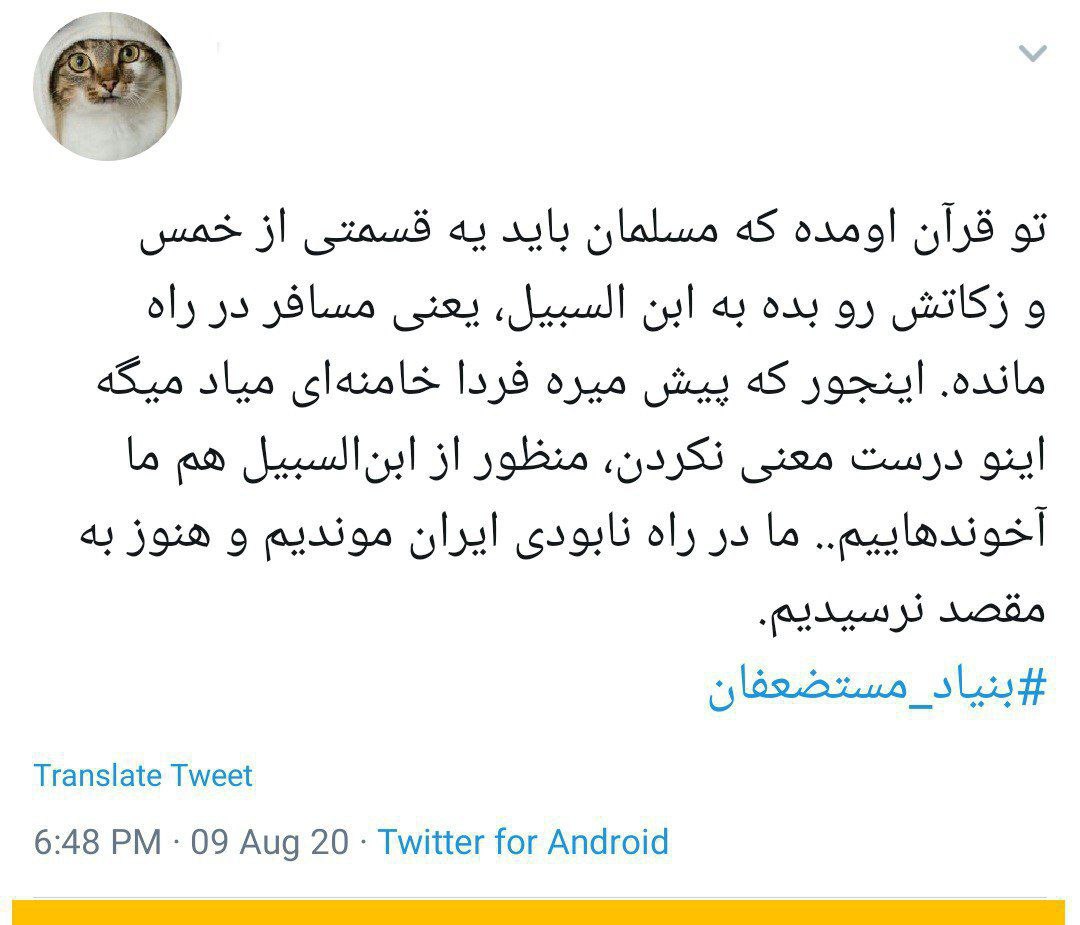 تو قرآن اومده که مسلمان باید یه قسمتی از خمس
و زکاتش رو بده به ابن السبیل، یعنی مسافر در راه
مانده. اینجور که پیش میره فردا خامنه‌ای میاد میگه
اینو درست معنی نکردن، منظور از ابن‌السبیل هم ما
آخوندهاییم.. ما در راه نابودی ایران موندیم و هنوز به
مقصد نرسیدیم.
#بنیاد_مستضعفان
Translate Tweet
6:48 PM · 09 Aug 20 · Twitter for Android